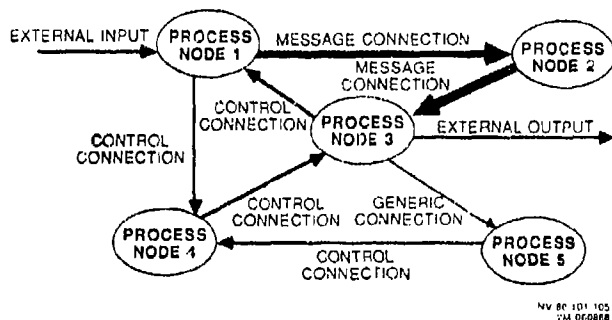 EXTERNAL INPUT
PROCESS
NODE 1
MESSAGE CONNECTION
MESSAGE
CONNECTION
PROCESS
NODE 2
CONTROL
CONNECTION
PROCESS
NODE 3
EXTERNAL OUTPUT
CONTROL
CONNECTION
CONTROL
CONNECTION
GENERIC
CONNECTION
PROCESS
NODE 4
PROCESS
NODE 5
CONTROL
CONNECTION